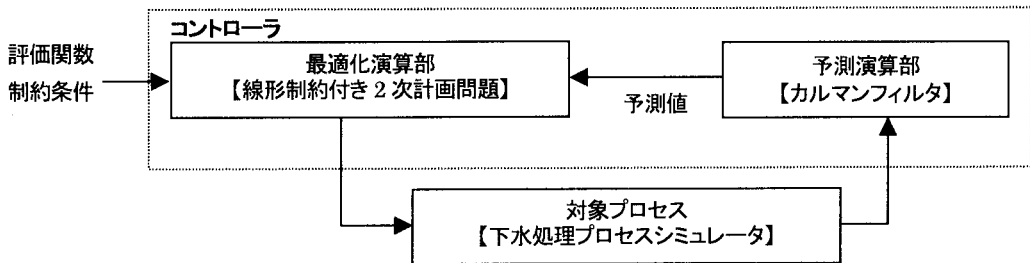 コントローラ
評価関数
制約条件
最適化演算部
【線形制約付き2次計画問題】
予測値
予測演算部
【カルマンフィルタ】
対象プロセス
【下水処理プロセスシミュレータ】